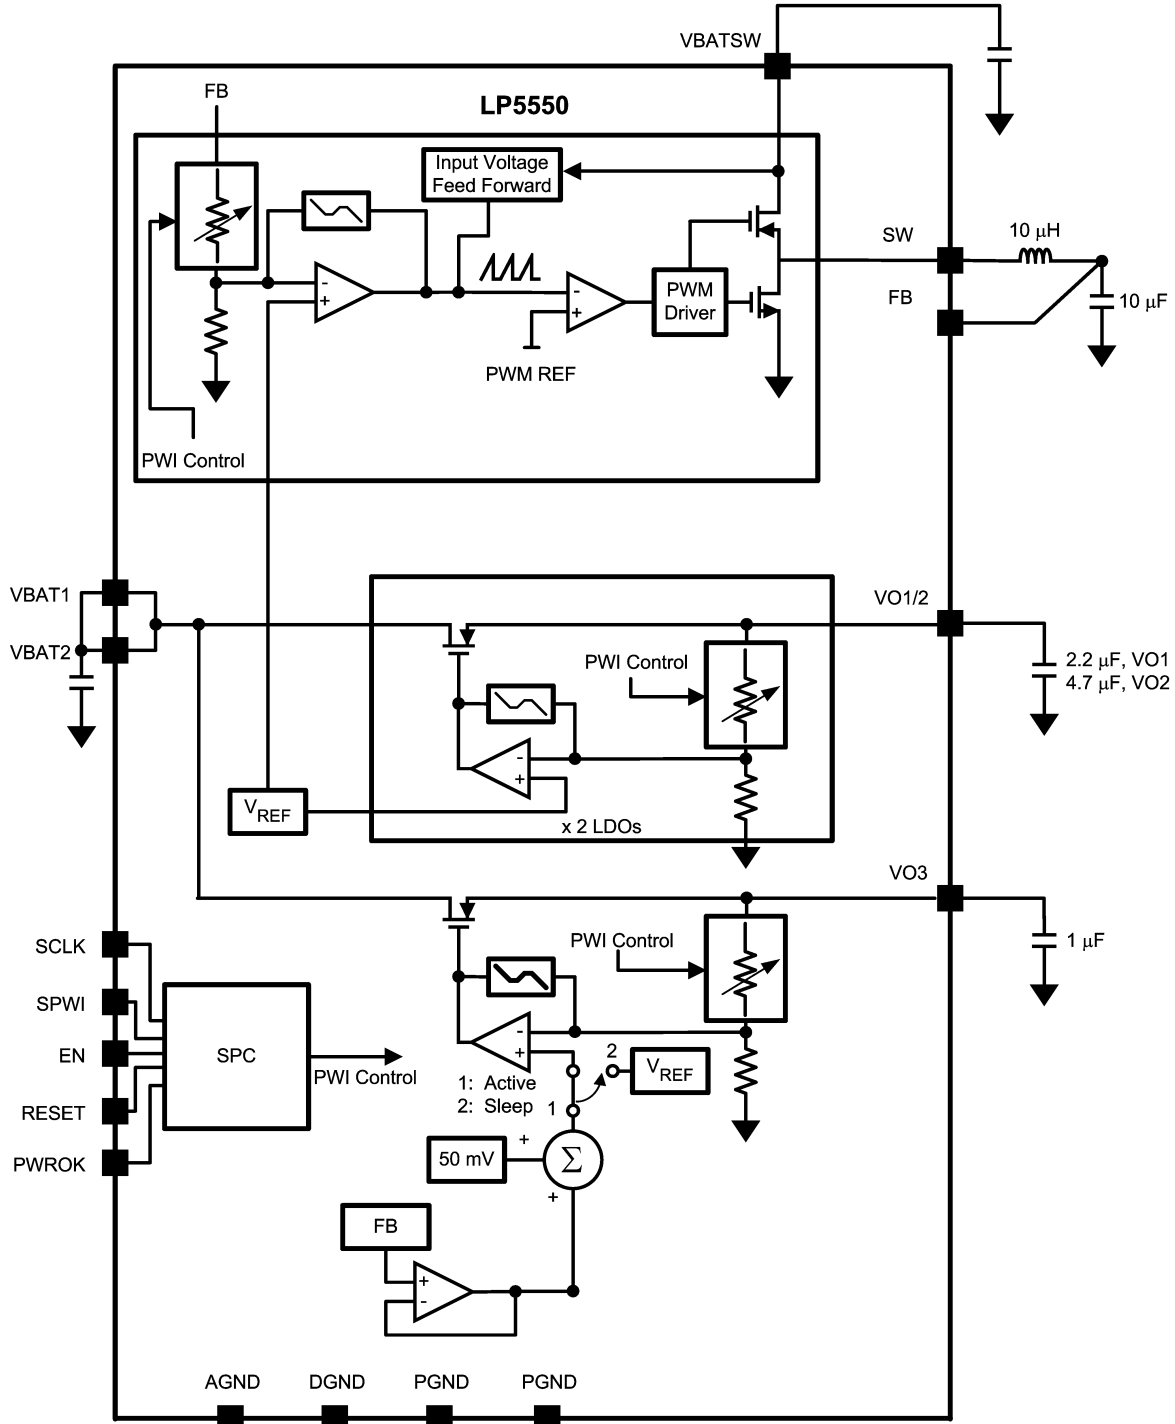 VBATSW
FB
LP5550
Input Voltage
Feed Forward
SW
10 μH
FB
10 μF
-
+
-
+
PWM
Driver
PWM REF
PWI Control
VBAT1
VBAT2
VO1/2
2.2 μF, VO1
4.7 μF, VO2
PWI Control
-
+
VREF
x 2 LDOs
VO3
1 μF
PWI Control
SCLK
SPWI
EN
RESET
PWROK
SPC
PWI Control
-
+
1: Active
2: Sleep
2
1
VREF
50 mV
+
Σ
+
FB
+
-
AGND
DGND
PGND
PGND